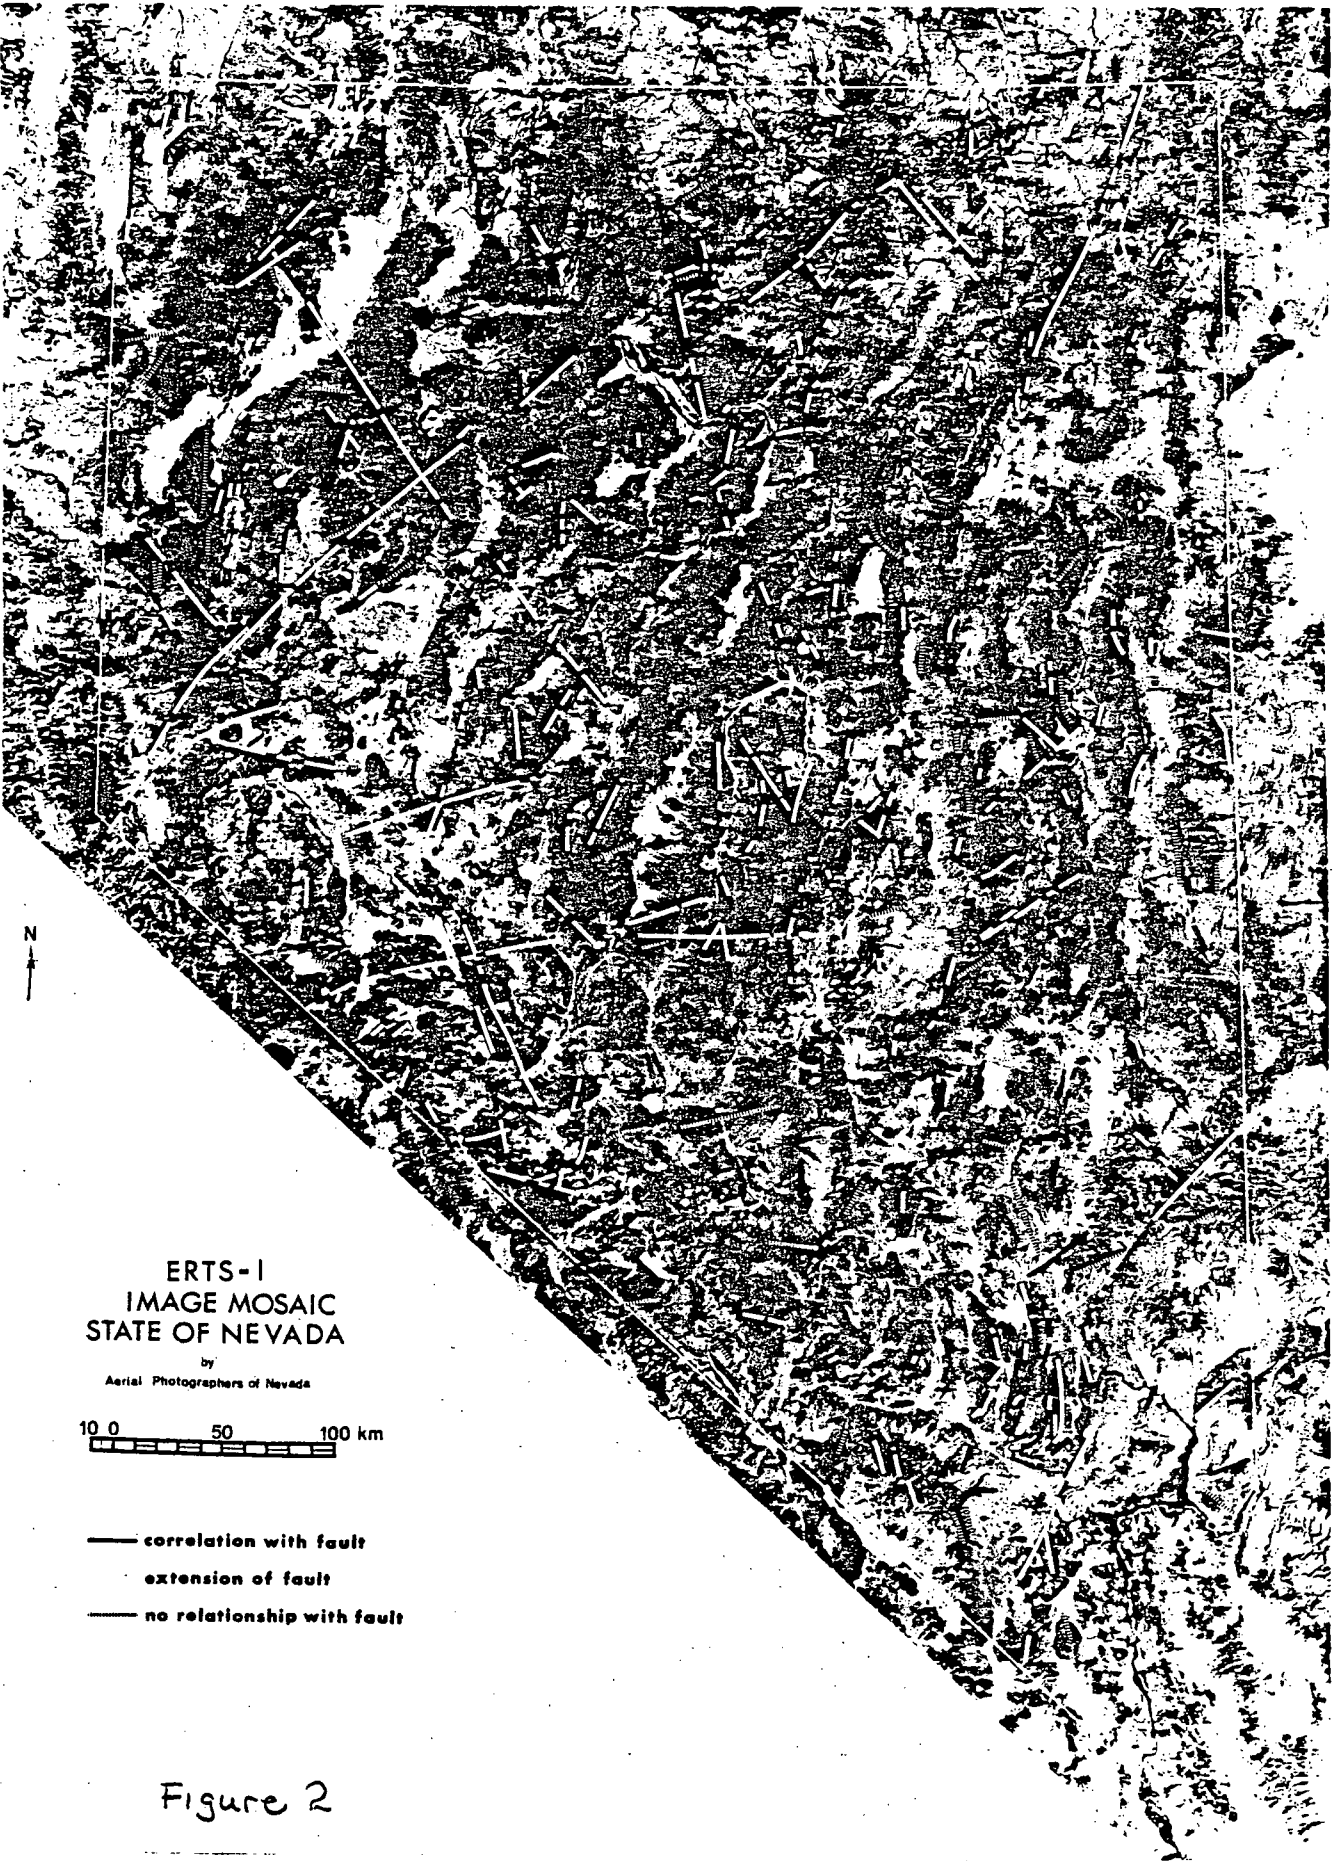 N
ERTS-1
IMAGE MOSAIC
STATE OF NEVADA
by
Aerial Photographers of Nevada
10 0 50 100 km
correlation with fault
extension of fault
no relationship with fault
Figure 2